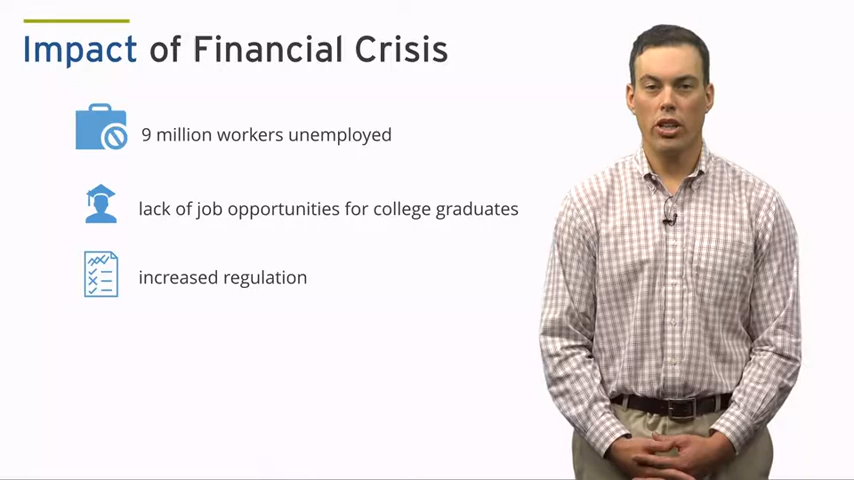 Impact of Financial Crisis
9 million workers unemployed
lack of job opportunities for college graduates
increased regulation